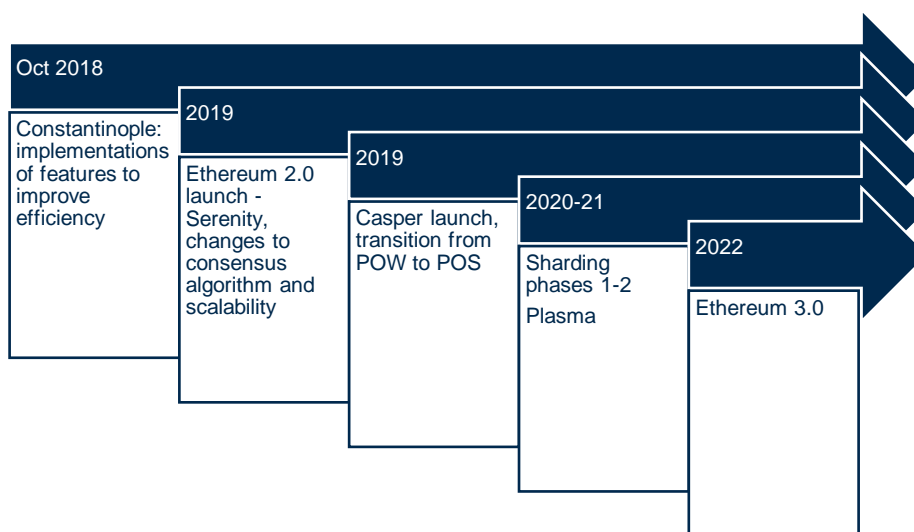 Oct 2018
Constantinople:
implementations
of features to
improve
efficiency
2019
Ethereum 2.0
launch -
Serenity,
changes to
consensus
algorithm and
scalability
2019
Casper launch,
transition from
POW to POS
2020-21
Sharding
phases 1-2
Plasma
2022
Ethereum 3.0